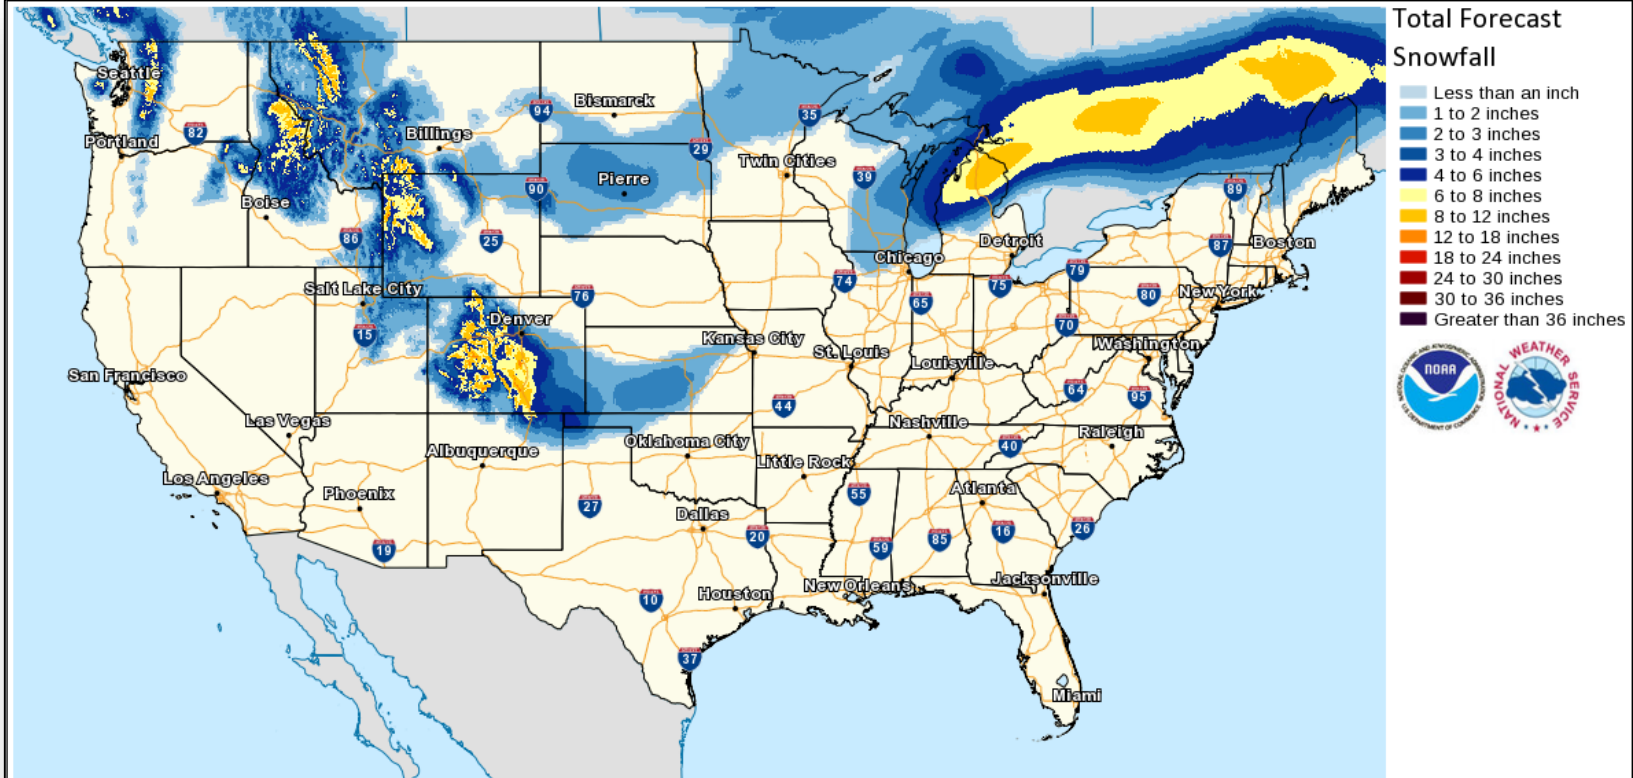 Total Forecast
Snowfall
Less than an inch
1 to 2 inches
2 to 3 inches
3 to 4 inches
4 to 6 inches
6 to 8 inches
8 to 12 inches
12 to 18 inches
18 to 24 inches
24 to 30 inches
30 to 36 inches
Greater than 36 inches
NOAA
NATIONAL WEATHER SERVICE
Seattle
94
Bismarck
35
82
Portland
Billings
29
Twin Cities
39
90
Pierre
89
Boise
86
25
Detroit
87
Boston
Chicago
79
74
75
Salt Lake City
76
65
80
New York
15
Denver
70
Kansas City
St. Louis
Washington
Louisville
San Francisco
64
95
44
Las Vegas
Nashville
Raleigh
Albuquerque
Oklahoma City
40
Little Rock
Los Angeles
Phoenix
55
Atlanta
27
Dallas
20
16
26
19
59
85
10
Houston
New Orleans
Jacksonville
37
Miami